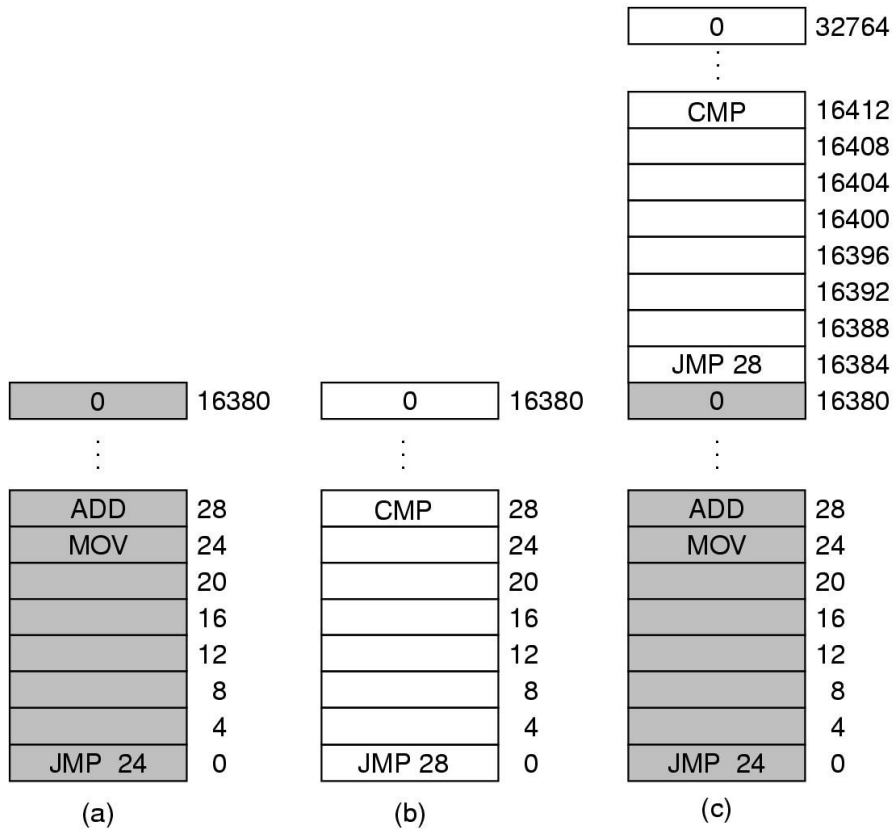 0 32764
⋮
CMP 16412
16408
16404
16400
16396
16392
16388
JMP 28 16384
0 16380 0 16380 0 16380
⋮ ⋮ ⋮
ADD 28 CMP 28 ADD 28
MOV 24 24 MOV 24
20 20 20
16 16 16
12 12 12
8 8 8
4 4 4
JMP 24 0 JMP 28 0 JMP 24 0
(a) (b) (c)